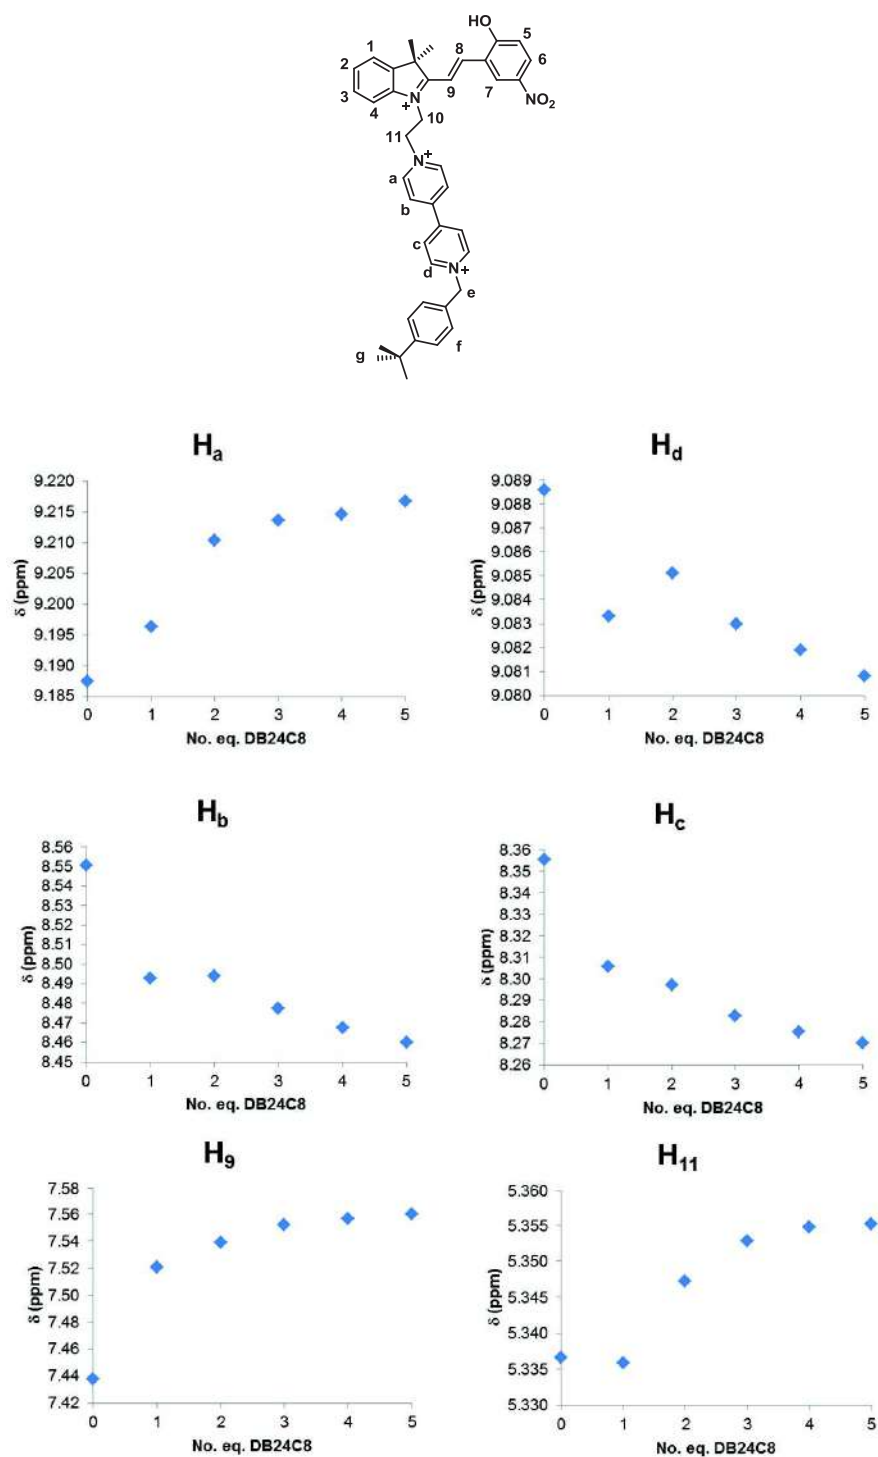 HO
5
1
8
2
6
9
7
3
N
+
NO2
4
10
11
N
+
a
b
c
d
N
+
e
f
g
Ha
9.220
9.215
9.210
9.205
9.200
9.195
9.190
9.185
δ (ppm)
0 1 2 3 4 5
No. eq. DB24C8
Hd
9.089
9.088
9.087
9.086
9.085
9.084
9.083
9.082
9.081
9.080
δ (ppm)
0 1 2 3 4 5
No. eq. DB24C8
Hb
8.56
8.55
8.54
8.53
8.52
8.51
8.50
8.49
8.48
8.47
8.46
8.45
δ (ppm)
0 1 2 3 4 5
No. eq. DB24C8
Hc
8.36
8.35
8.34
8.33
8.32
8.31
8.30
8.29
8.28
8.27
8.26
δ (ppm)
0 1 2 3 4 5
No. eq. DB24C8
H9
7.58
7.56
7.54
7.52
7.50
7.48
7.46
7.44
7.42
δ (ppm)
0 1 2 3 4 5
No. eq. DB24C8
H11
5.360
5.355
5.350
5.345
5.340
5.335
5.330
δ (ppm)
0 1 2 3 4 5
No. eq. DB24C8